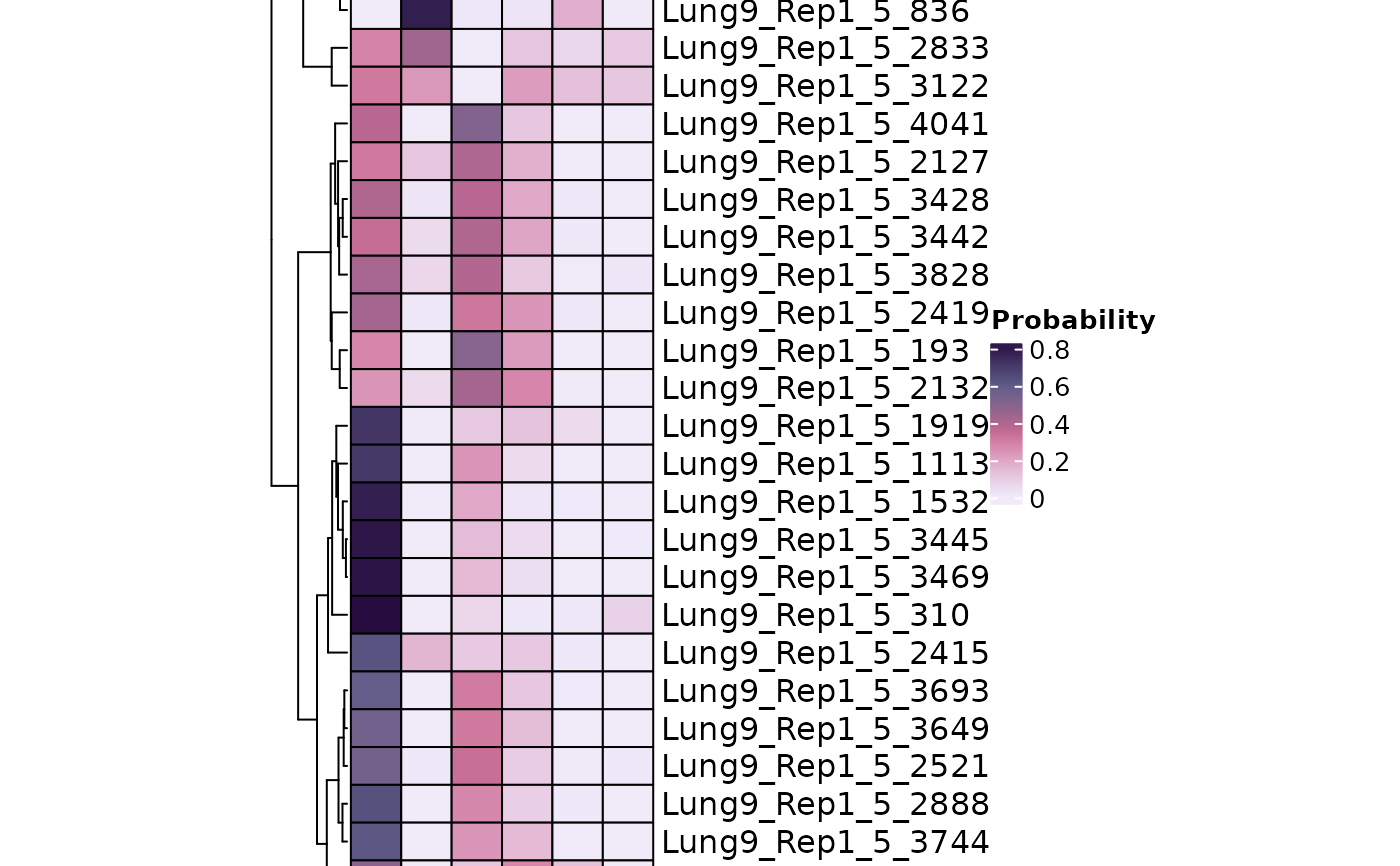 Lung9_Rep1_5_836
Lung9_Rep1_5_2833
Lung9_Rep1_5_3122
Lung9_Rep1_5_4041
Lung9_Rep1_5_2127
Lung9_Rep1_5_3428
Lung9_Rep1_5_3442
Lung9_Rep1_5_3828
Lung9_Rep1_5_2419
Lung9_Rep1_5_193
Lung9_Rep1_5_2132
Lung9_Rep1_5_1919
Lung9_Rep1_5_1113
Lung9_Rep1_5_1532
Lung9_Rep1_5_3445
Lung9_Rep1_5_3469
Lung9_Rep1_5_310
Lung9_Rep1_5_2415
Lung9_Rep1_5_3693
Lung9_Rep1_5_3649
Lung9_Rep1_5_2521
Lung9_Rep1_5_2888
Lung9_Rep1_5_3744
Probability
0.8
0.6
0.4
0.2
0